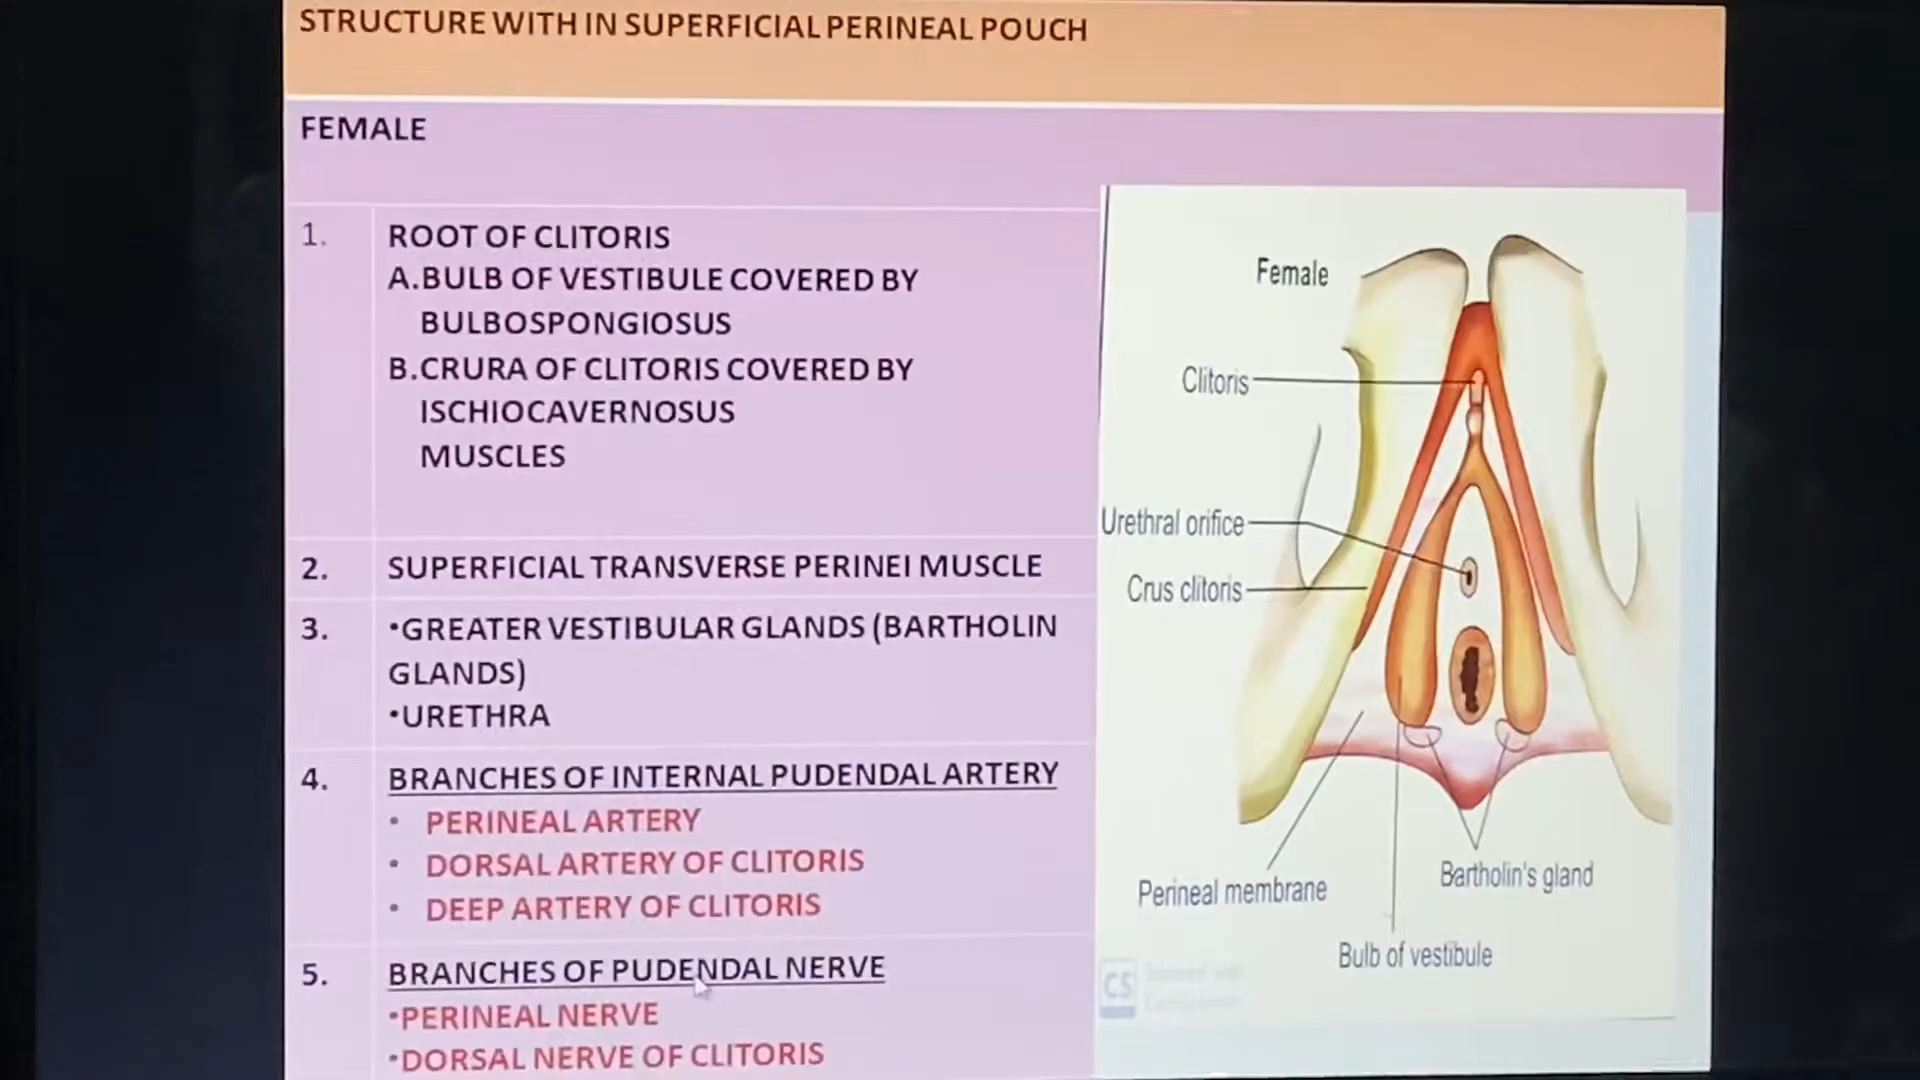 STRUCTURE WITH IN SUPERFICIAL PERINEAL POUCH
FEMALE
1. ROOT OF CLITORIS
A.BULB OF VESTIBULE COVERED BY
BULBOSPONGIOSUS
B.CRURA OF CLITORIS COVERED BY
ISCHIOCAVERNOSUS
MUSCLES
2. SUPERFICIAL TRANSVERSE PERINEI MUSCLE
3. •GREATER VESTIBULAR GLANDS (BARTHOLIN
GLANDS)
•URETHRA
4. BRANCHES OF INTERNAL PUDENDAL ARTERY
• PERINEAL ARTERY
• DORSAL ARTERY OF CLITORIS
• DEEP ARTERY OF CLITORIS
5. BRANCHES OF PUDENDAL NERVE
•PERINEAL NERVE
•DORSAL NERVE OF CLITORIS
Female
Clitoris
Urethral orifice
Crus clitoris
Perineal membrane
Bartholin's gland
Bulb of vestibule
CS